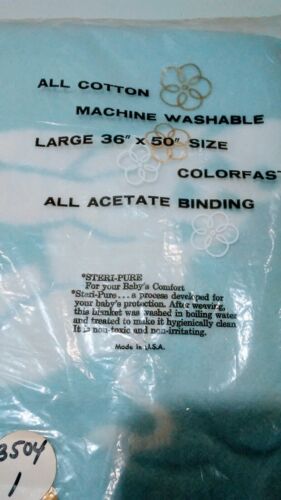 ALL COTTON
MACHINE WASHABLE
LARGE 36" x 50" SIZE
COLORFAST
ALL ACETATE BINDING
*STERI-PURE
For your Baby's Comfort
*Steri-Pure...a process developed for
your baby's protection. After weaving,
this blanket was washed in boiling water
and treated to make it hygienically clean
It is non-toxic and non-irritating.
Made in U.S.A.
3504
1